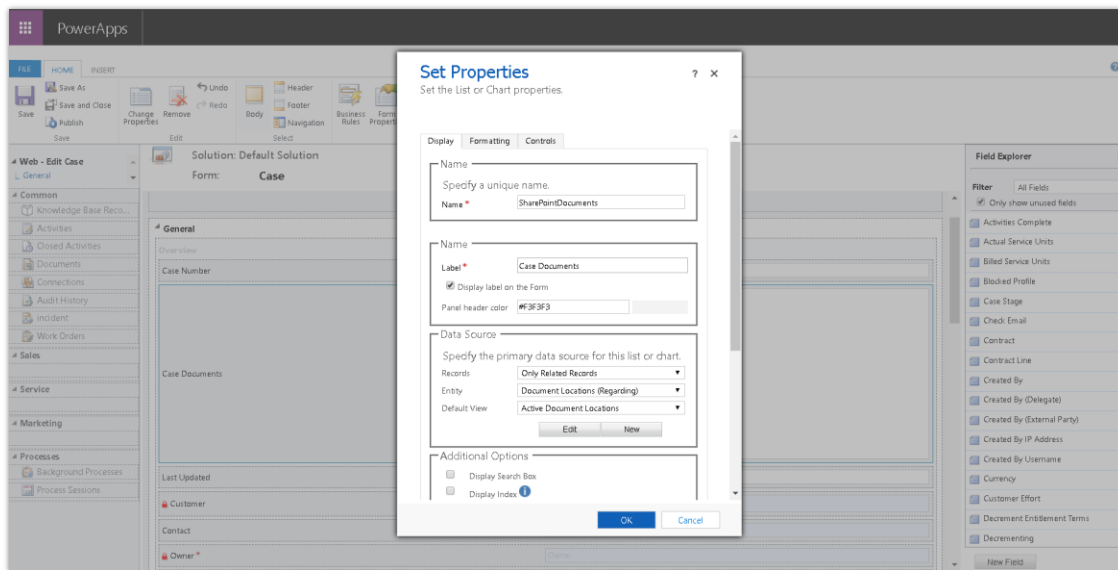 PowerApps
FILE HOME INSERT
Save
Save As
Save and Close
Publish
Save
Change Properties
Remove
Undo
Redo
Edit
Body
Header
Footer
Navigation
Select
Business Rules
Form
Web - Edit Case
General
Common
Knowledge Base Reco...
Activities
Closed Activities
Documents
Connections
Audit History
incident
Work Orders
Sales
Service
Marketing
Processes
Background Processes
Process Sessions
Solution: Default Solution
Form: Case
General
Overview
Case Number
Case Documents
Last Updated
Customer
Contact
Owner *
Owner
Set Properties
? ×
Set the List or Chart properties.
Display Formatting Controls
Name
Specify a unique name.
Name * SharePointDocuments
Name
Label * Case Documents
Display label on the Form
Panel header color #F3F3F3
Data Source
Specify the primary data source for this list or chart.
Records Only Related Records
Entity Document Locations (Regarding)
Default View Active Document Locations
Edit New
Additional Options
Display Search Box
Display Index
OK Cancel
Field Explorer
Filter All Fields
Only show unused fields
Activities Complete
Actual Service Units
Billed Service Units
Blocked Profile
Case Stage
Check Email
Contract
Contract Line
Created By
Created By (Delegate)
Created By (External Party)
Created By IP Address
Created By Username
Currency
Customer Effort
Decrement Entitlement Terms
Decrementing
New Field